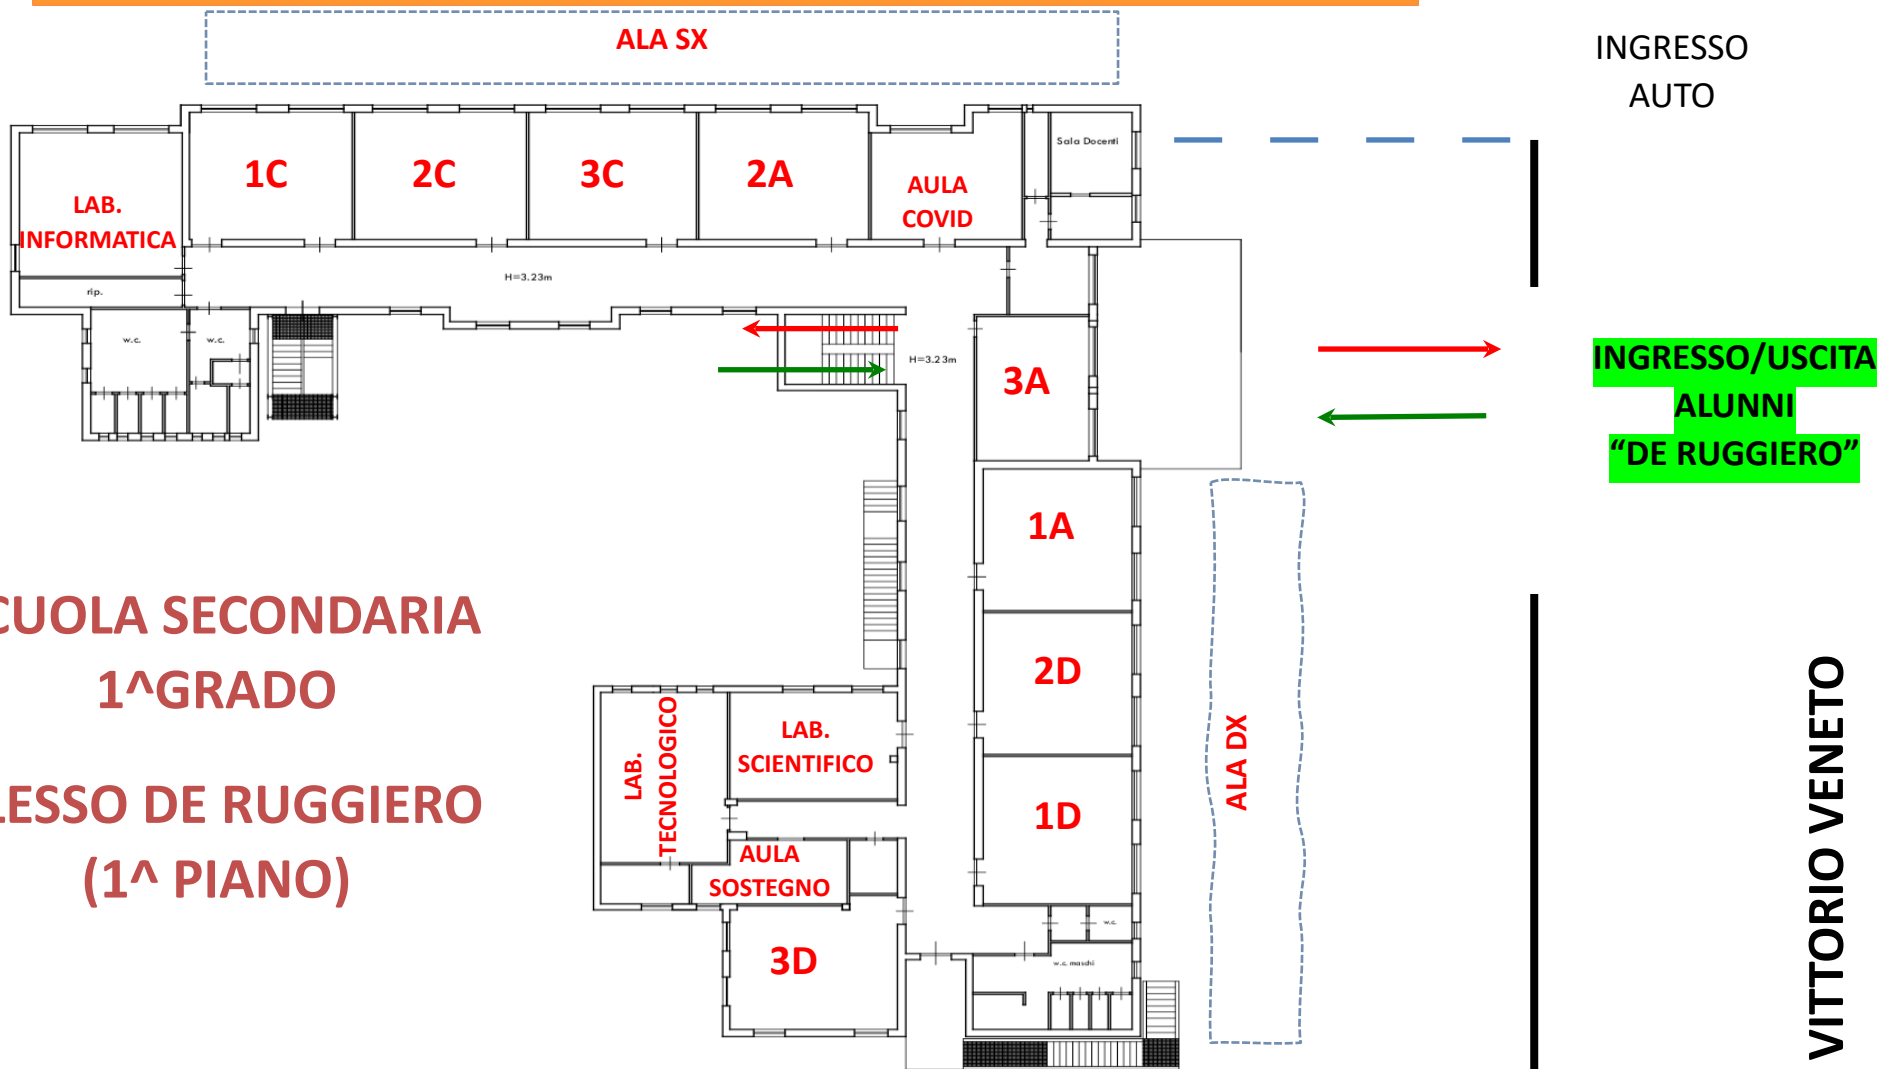 ALA SX
INGRESSO
AUTO
Sala Docenti
1C
2C
3C
2A
AULA
COVID
LAB.
INFORMATICA
H=3.23m
rip.
w.c.
w.c.
H=3.23m
3A
INGRESSO/USCITA
ALUNNI
“DE RUGGIERO”
1A
CUOLA SECONDARIA
1^GRADO
LESSO DE RUGGIERO
(1^ PIANO)
2D
LAB.
TECNOLOGICO
LAB.
SCIENTIFICO
ALA DX
1D
AULA
SOSTEGNO
3D
w.c.
w.c. maschi
VITTORIO VENETO